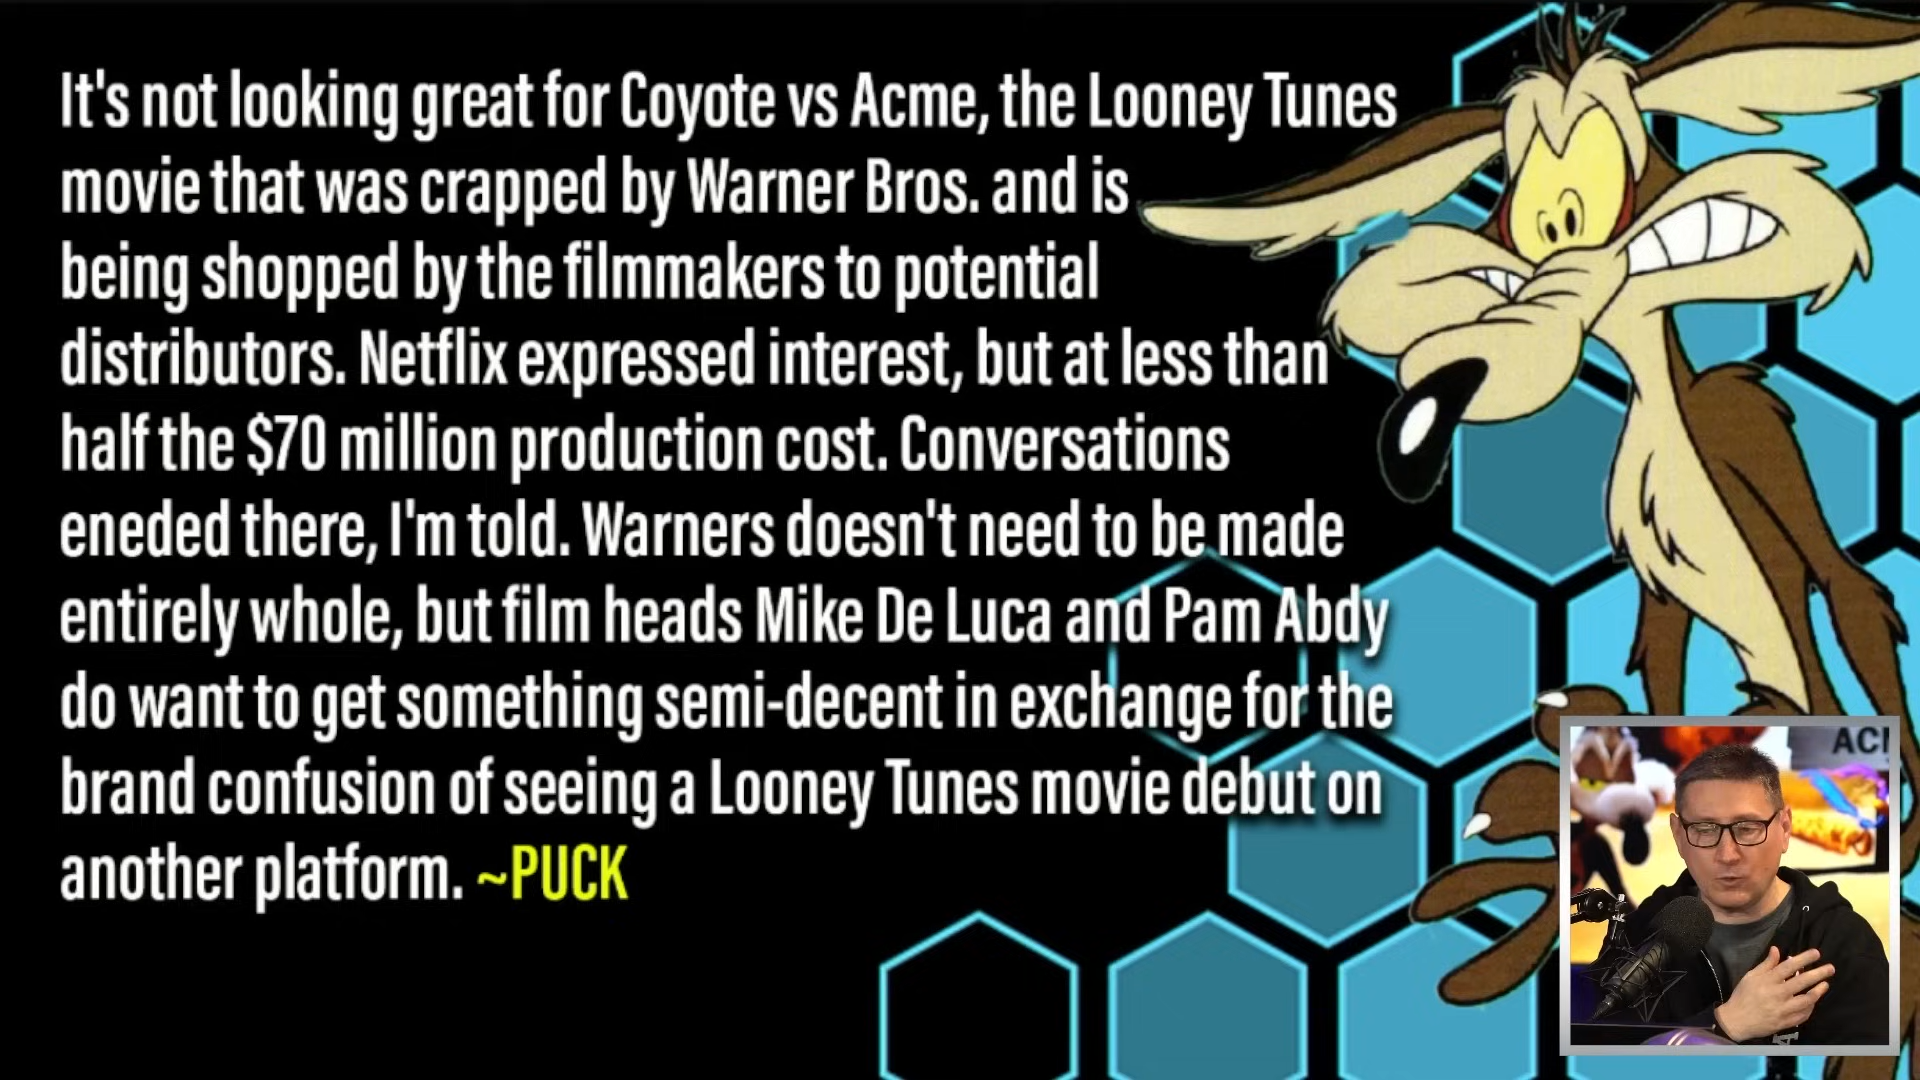 It's not looking great for Coyote vs Acme, the Looney Tunes
movie that was crapped by Warner Bros. and is
being shopped by the filmmakers to potential
distributors. Netflix expressed interest, but at less than
half the $70 million production cost. Conversations
eneded there, I'm told. Warners doesn't need to be made
entirely whole, but film heads Mike De Luca and Pam Abdy
do want to get something semi-decent in exchange for the
brand confusion of seeing a Looney Tunes movie debut on
another platform. ~PUCK